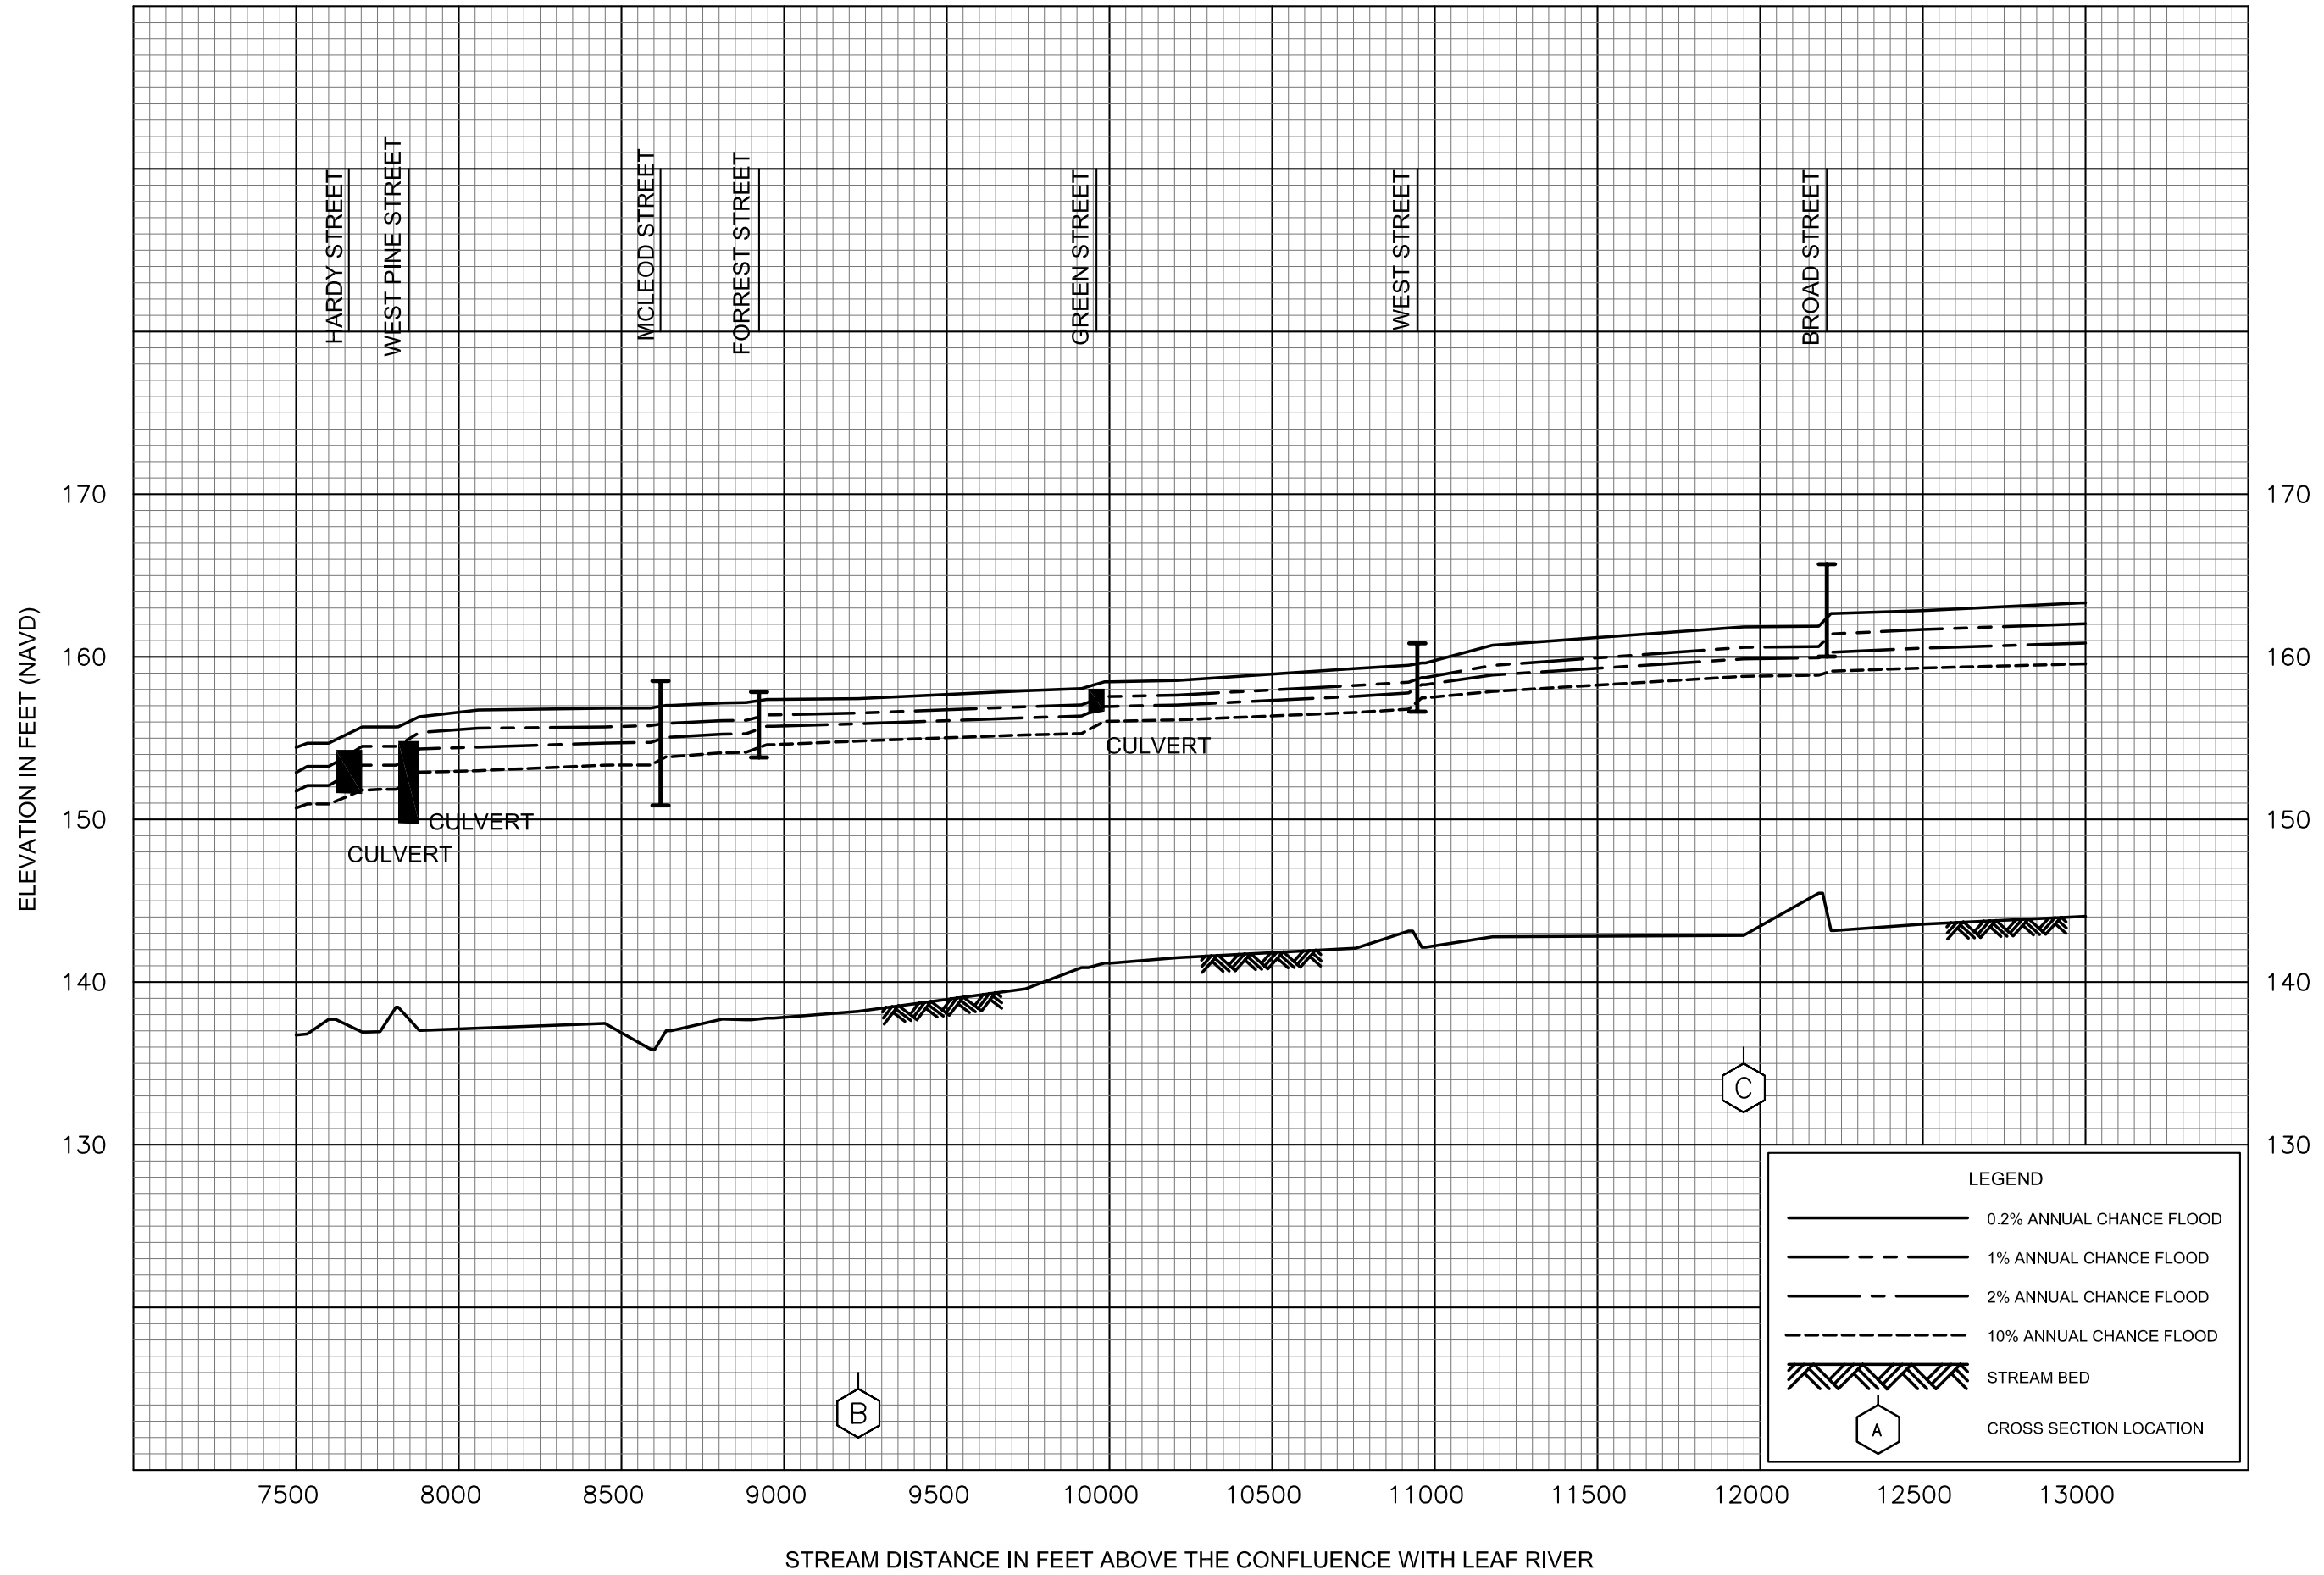 HARDY STREET
WEST PINE STREET
MCLEOD STREET
FORREST STREET
GREEN STREET
WEST STREET
BROAD STREET
ELEVATION IN FEET (NAVD)
170
170
160
160
150
150
140
140
130
130
CULVERT
CULVERT
CULVERT
B
C
LEGEND
0.2% ANNUAL CHANCE FLOOD
1% ANNUAL CHANCE FLOOD
2% ANNUAL CHANCE FLOOD
10% ANNUAL CHANCE FLOOD
STREAM BED
A
CROSS SECTION LOCATION
7500 8000 8500 9000 9500 10000 10500 11000 11500 12000 12500 13000
STREAM DISTANCE IN FEET ABOVE THE CONFLUENCE WITH LEAF RIVER